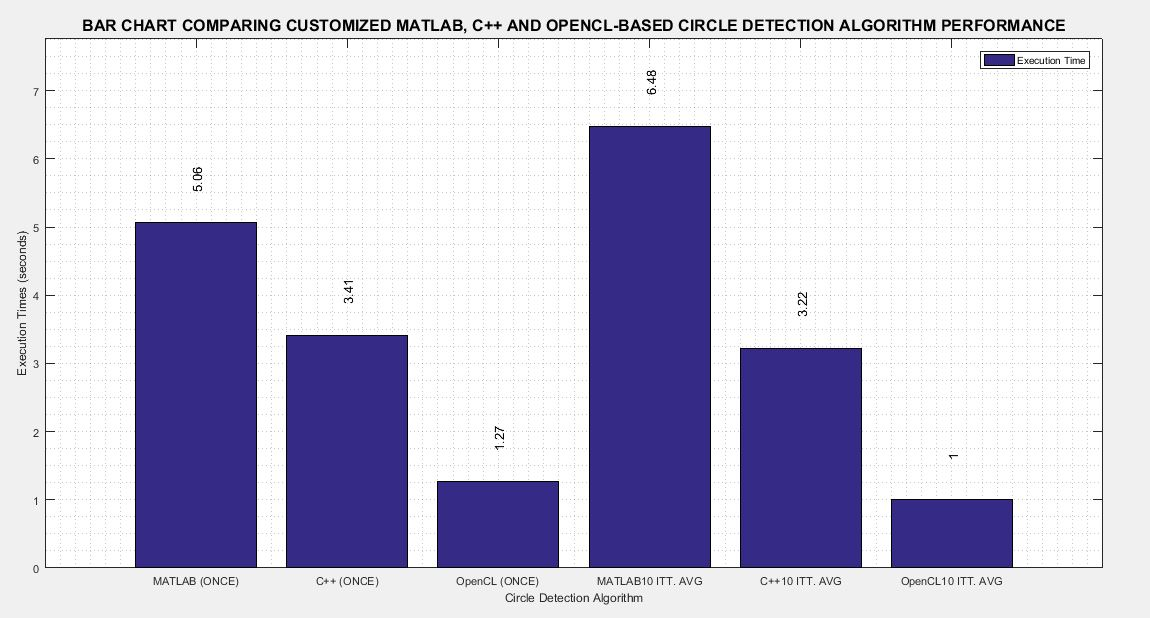 BAR CHART COMPARING CUSTOMIZED MATLAB, C++ AND OPENCL-BASED CIRCLE DETECTION ALGORITHM PERFORMANCE
Execution Time
Execution Times (seconds)
7
6
5
4
3
2
1
0
5.06
3.41
1.27
6.48
3.22
1
MATLAB (ONCE)
C++ (ONCE)
OpenCL (ONCE)
MATLAB10 ITT. AVG
C++10 ITT. AVG
OpenCL10 ITT. AVG
Circle Detection Algorithm